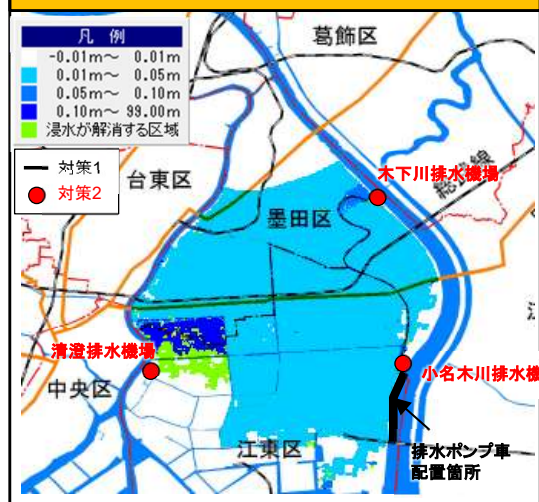 凡 例
-0.01m～ 0.01m
0.01m～ 0.05m
0.05m～ 0.10m
0.10m～ 99.00m
浸水が解消する区域
対策1
対策2
葛飾区
台東区
木下川排水機場
総武線
墨田区
清澄排水機場
中央区
小名木川排水機
江東区
排水ポンプ車
配置箇所